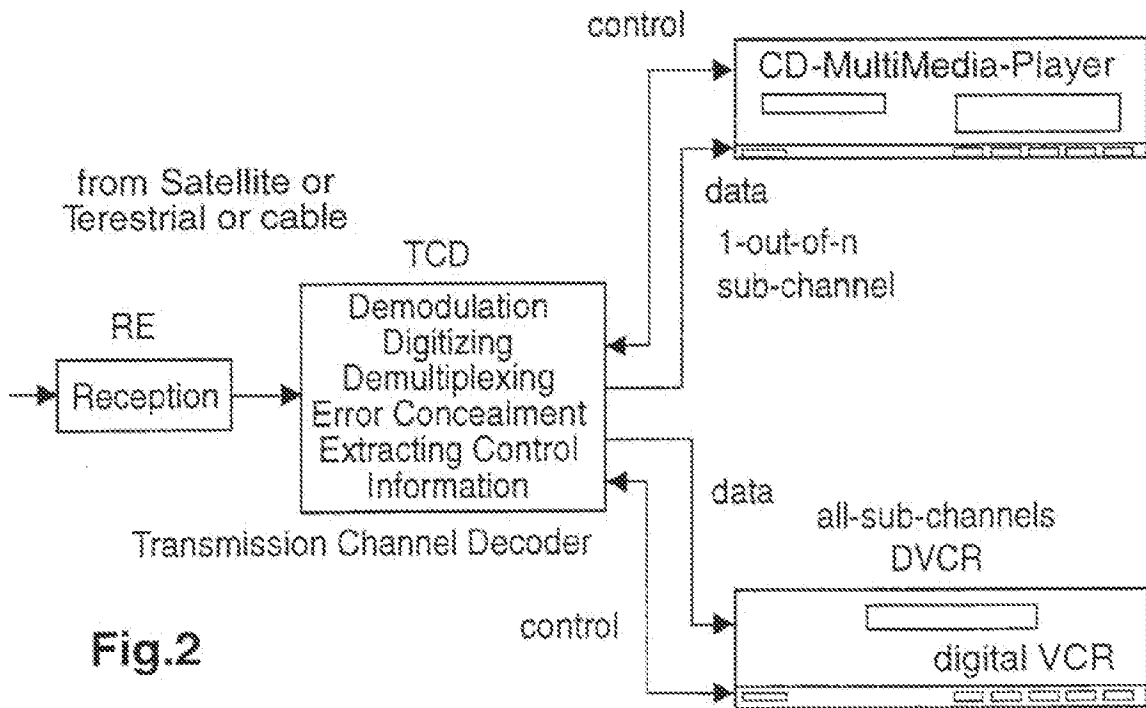 control
CD-MultiMedia-Player
from Satellite or
Terestrial or cable
data
1-out-of-n
sub-channel
TCD
RE
Reception
Demodulation
Digitizing
Demultiplexing
Error Concealment
Extracting Control
Information
Transmission Channel Decoder
data
all-sub-channels
DVCR
control
digital VCR
Fig.2